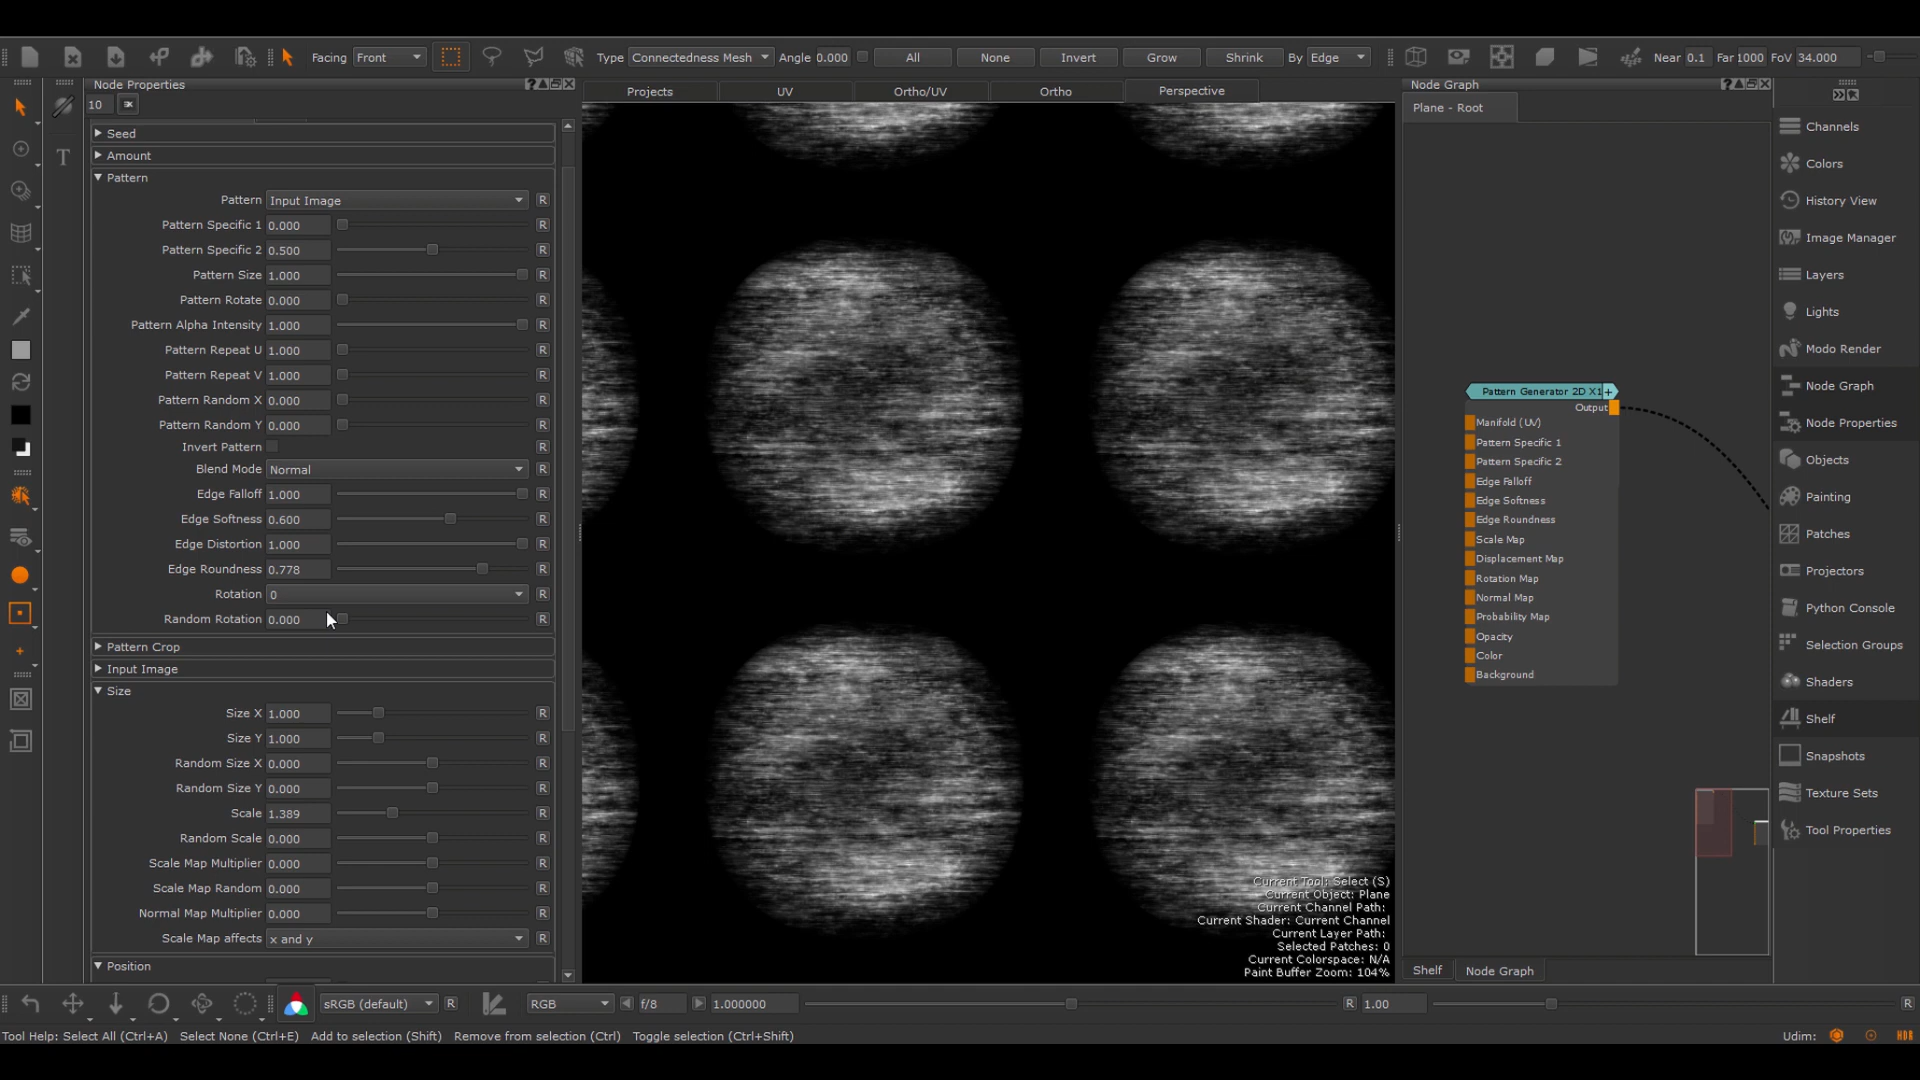 Facing Front
Type Connectedness Mesh Angle 0.000 All None Invert Grow Shrink By Edge
Near 0.1 Far 1000 FoV 34.000
Node Properties
10
Seed
Amount
Pattern
Pattern Input Image R
Pattern Specific 1 0.000 R
Pattern Specific 2 0.500 R
Pattern Size 1.000 R
Pattern Rotate 0.000 R
Pattern Alpha Intensity 1.000 R
Pattern Repeat U 1.000 R
Pattern Repeat V 1.000 R
Pattern Random X 0.000 R
Pattern Random Y 0.000 R
Invert Pattern R
Blend Mode Normal R
Edge Falloff 1.000 R
Edge Softness 0.600 R
Edge Distortion 1.000 R
Edge Roundness 0.778 R
Rotation 0 R
Random Rotation 0.000 R
Pattern Crop
Input Image
Size
Size X 1.000 R
Size Y 1.000 R
Random Size X 0.000 R
Random Size Y 0.000 R
Scale 1.389 R
Random Scale 0.000 R
Scale Map Multiplier 0.000 R
Scale Map Random 0.000 R
Normal Map Multiplier 0.000 R
Scale Map affects x and y R
Position
T
Projects UV Ortho/UV Ortho Perspective
Current Tool: Select (S)
Current Object: Plane
Current Channel Path:
Current Shader: Current Channel
Current Layer Path:
Selected Patches: 0
Current Colorspace: N/A
Paint Buffer Zoom: 104%
Node Graph
Plane - Root
Pattern Generator 2D X1 +
Output
Manifold (UV)
Pattern Specific 1
Pattern Specific 2
Edge Falloff
Edge Softness
Edge Roundness
Scale Map
Displacement Map
Rotation Map
Normal Map
Probability Map
Opacity
Color
Background
Shelf Node Graph
Channels
Colors
History View
Image Manager
Layers
Lights
Modo Render
Node Graph
Node Properties
Objects
Painting
Patches
Projectors
Python Console
Selection Groups
Shaders
Shelf
Snapshots
Texture Sets
Tool Properties
sRGB (default) R RGB f/8 1.000000 R 1.00 R
Tool Help: Select All (Ctrl+A) Select None (Ctrl+E) Add to selection (Shift) Remove from selection (Ctrl) Toggle selection (Ctrl+Shift)
Udim: HDR